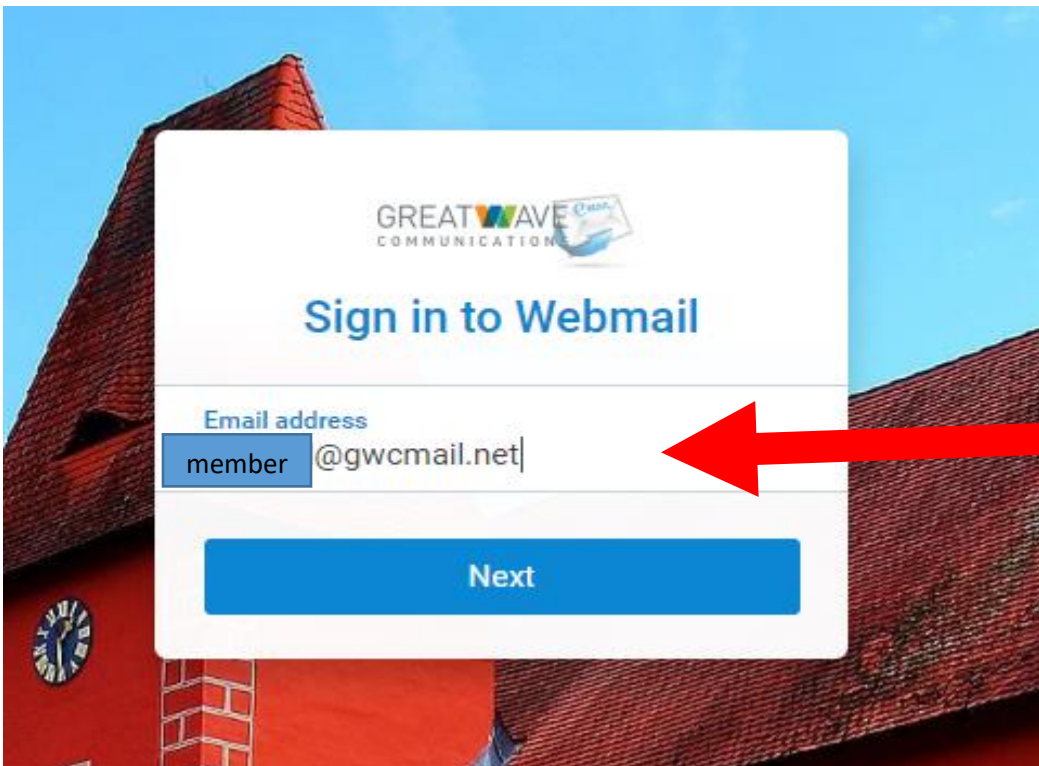 GREATWAVE
COMMUNICATIONS
Sign in to Webmail
Email address
member @gwcmail.net
Next